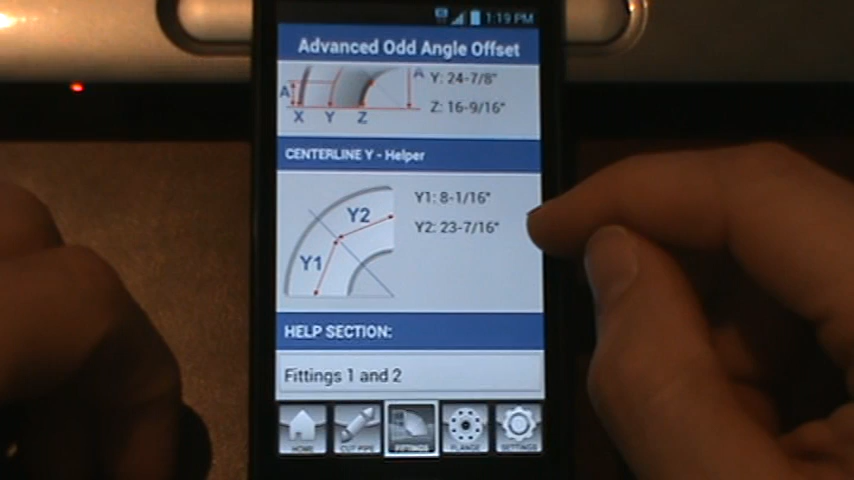 1:19 PM
Advanced Odd Angle Offset
A A Y: 24-7/8"
Z: 16-9/16"
X Y Z
CENTERLINE Y - Helper
Y1: 8-1/16"
Y2
Y2: 23-7/16"
Y1
HELP SECTION:
Fittings 1 and 2
HOME CUT PIPE FITTINGS FLANGE SETTINGS